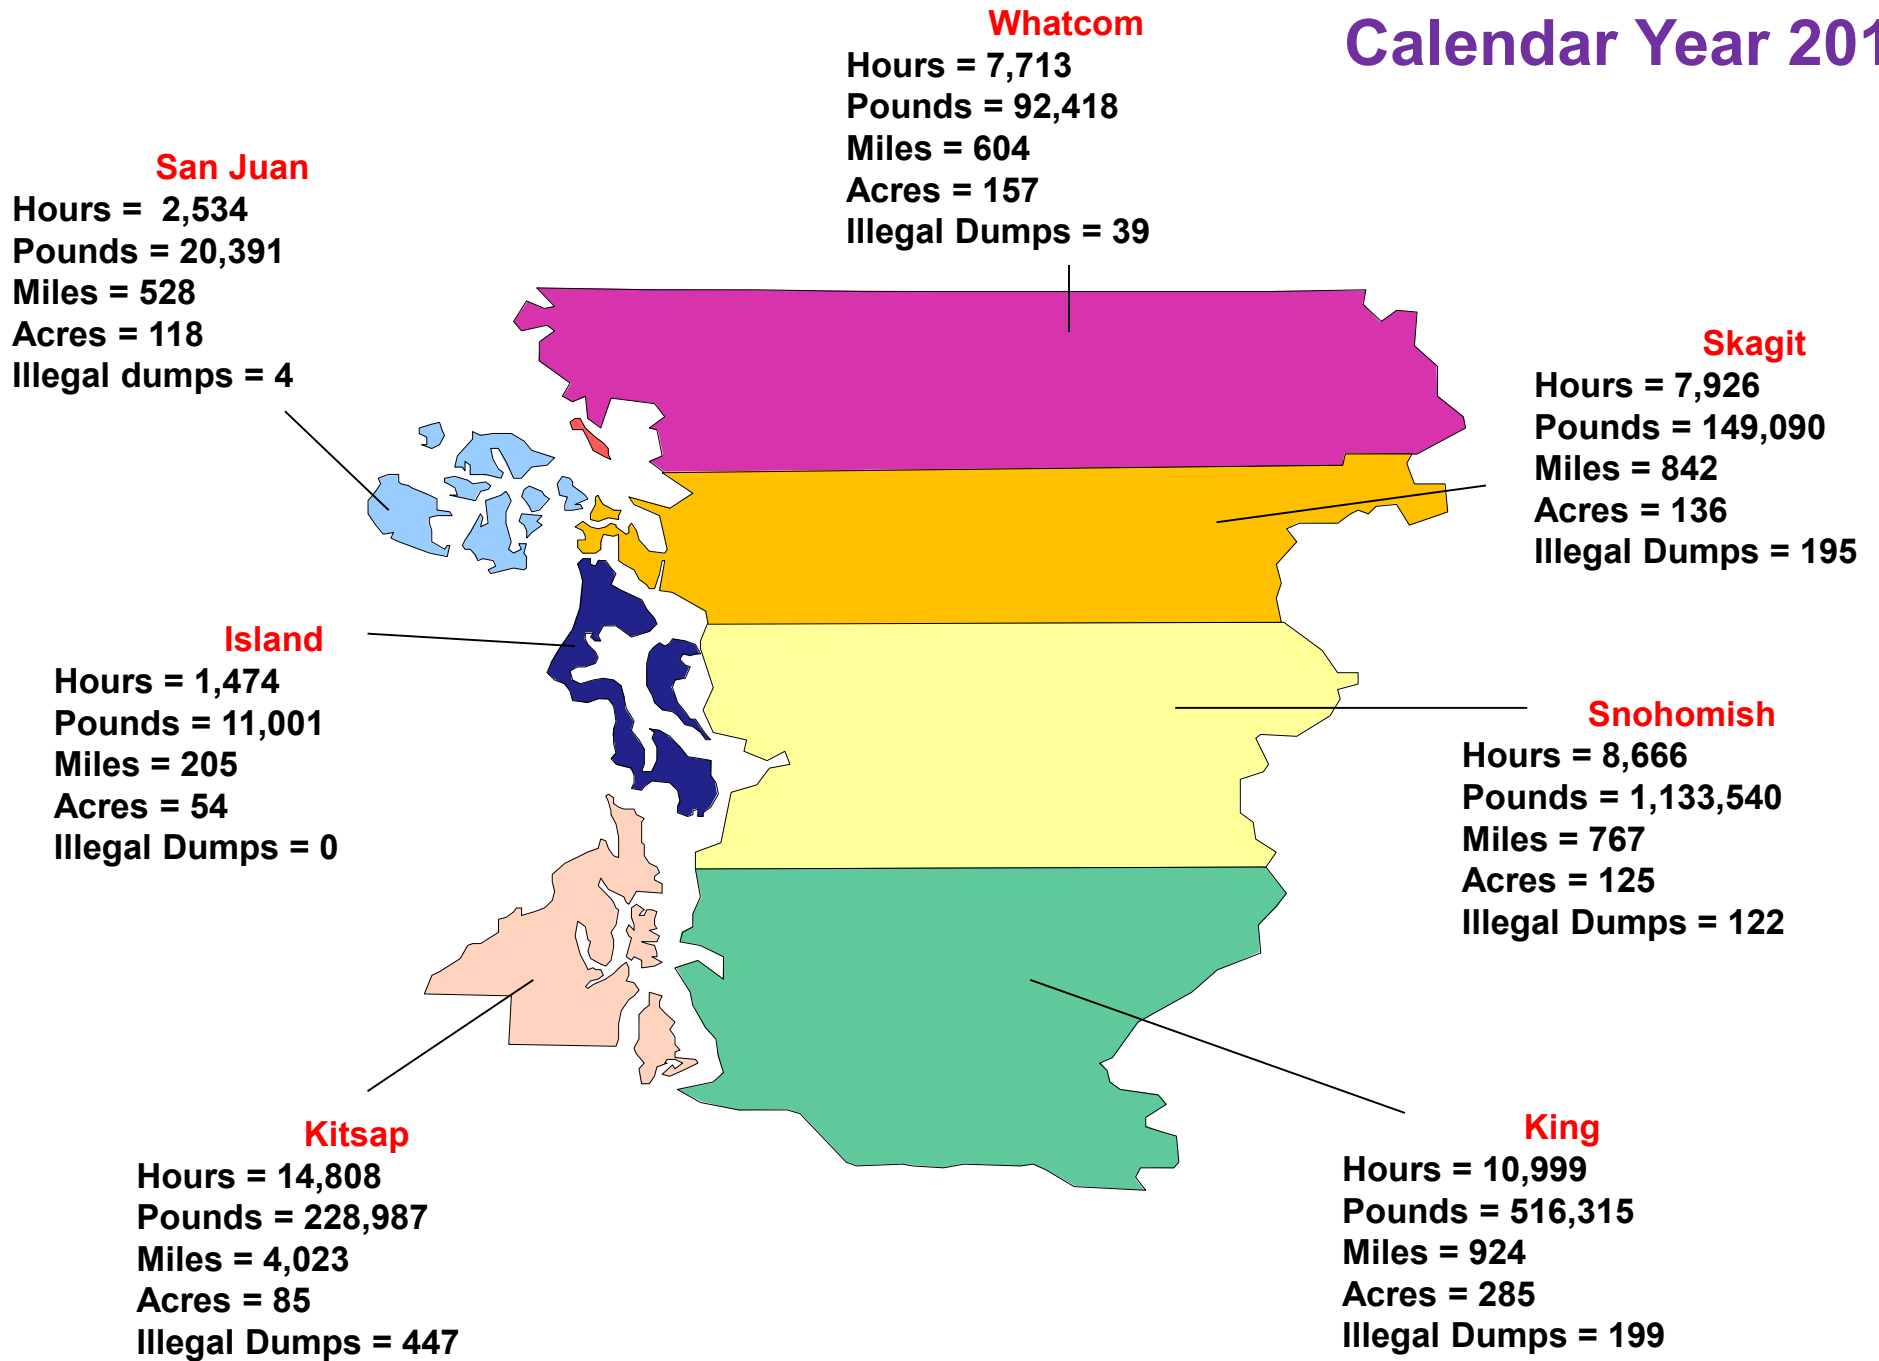 Calendar Year 201
Whatcom
Hours = 7,713
Pounds = 92,418
Miles = 604
Acres = 157
Illegal Dumps = 39
San Juan
Hours =  2,534
Pounds = 20,391
Miles = 528
Acres = 118
Illegal dumps = 4
Skagit
Hours = 7,926
Pounds = 149,090
Miles = 842
Acres = 136
Illegal Dumps = 195
Island
Hours = 1,474
Pounds = 11,001
Miles = 205
Acres = 54
Illegal Dumps = 0
Snohomish
Hours = 8,666
Pounds = 1,133,540
Miles = 767
Acres = 125
Illegal Dumps = 122
Kitsap
Hours = 14,808
Pounds = 228,987
Miles = 4,023
Acres = 85
Illegal Dumps = 447
King
Hours = 10,999
Pounds = 516,315
Miles = 924
Acres = 285
Illegal Dumps = 199